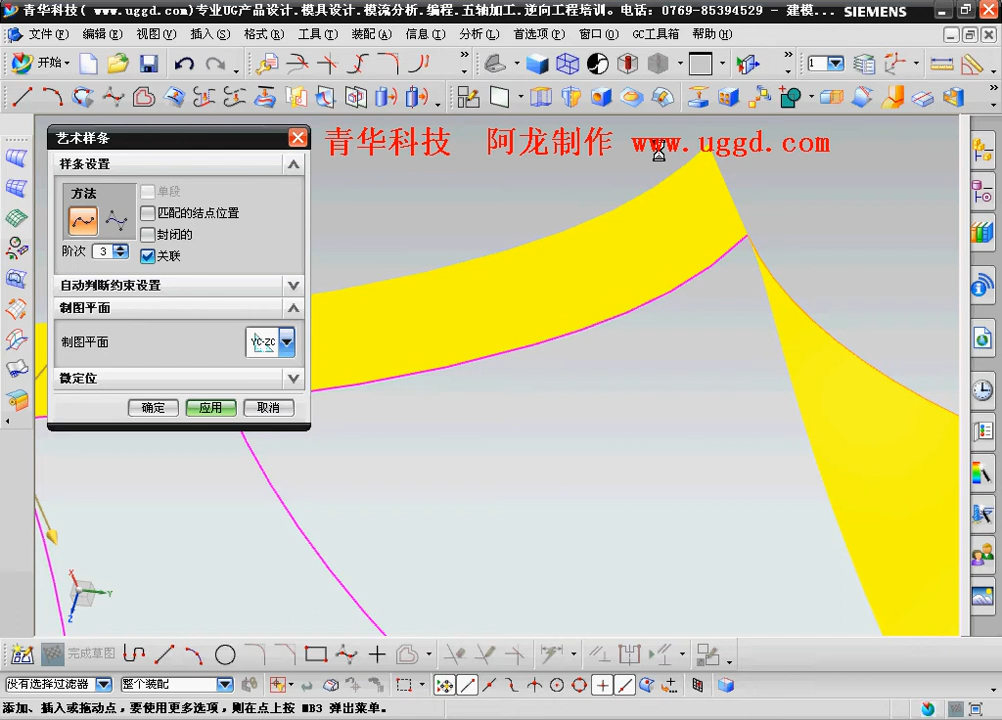 青华科技( www.uggd.com)专业UG产品设计.模具设计.模流分析.编程.五轴加工.逆向工程培训。电话：0769-85394529 - 建模... SIEMENS
文件(F) 编辑(E) 视图(V) 插入(S) 格式(R) 工具(T) 装配(A) 信息(I) 分析(L) 首选项(P) 窗口(O) GC工具箱 帮助(H)
开始 1
艺术样条
样条设置
方法
单段
匹配的结点位置
封闭的
阶次 3
关联
自动判断约束设置
制图平面
制图平面 YC-ZC
微定位
确定 应用 取消
青华科技 阿龙制作 www.uggd.com
X
Y
Z
完成草图
没有选择过滤器 整个装配
添加、插入或拖动点，要使用更多选项，则在点上按 MB3 弹出菜单。